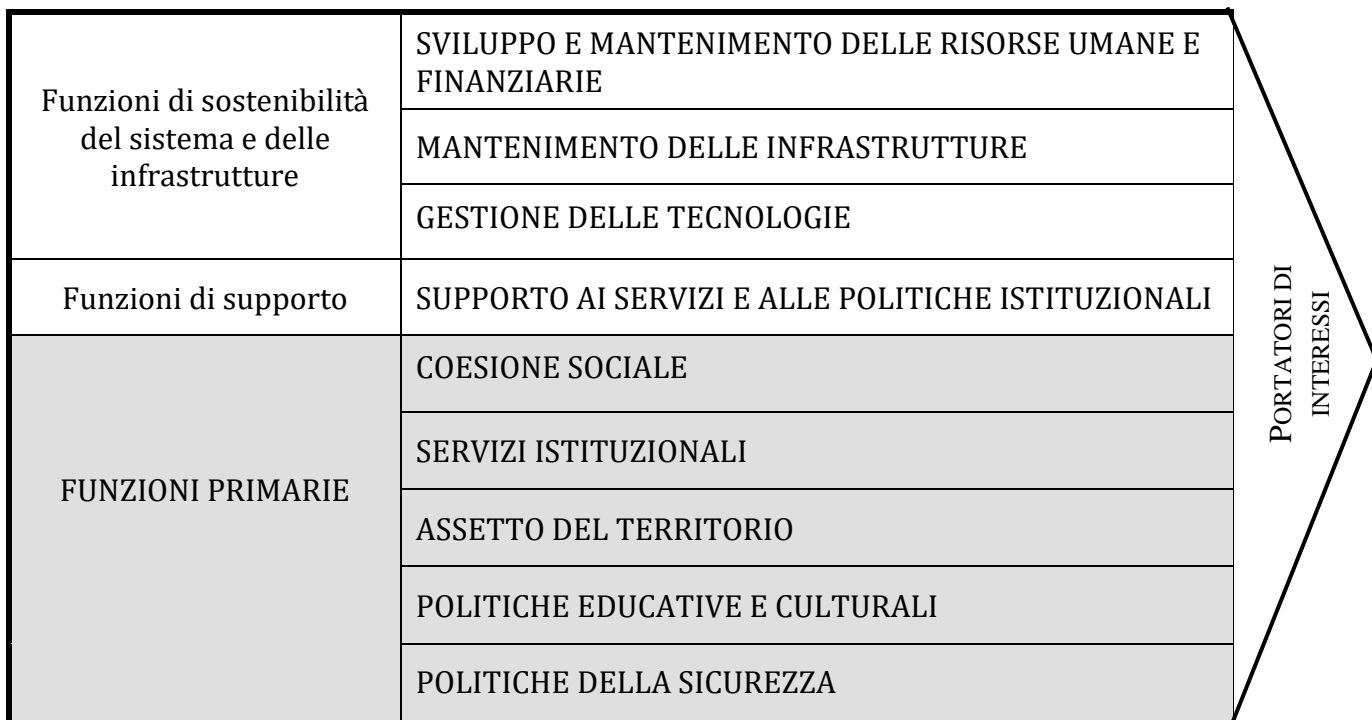 Funzioni di sostenibilità
del sistema e delle
infrastrutture
SVILUPPO E MANTENIMENTO DELLE RISORSE UMANE E
FINANZIARIE
MANTENIMENTO DELLE INFRASTRUTTURE
GESTIONE DELLE TECNOLOGIE
Funzioni di supporto
SUPPORTO AI SERVIZI E ALLE POLITICHE ISTITUZIONALI
FUNZIONI PRIMARIE
COESIONE SOCIALE
SERVIZI ISTITUZIONALI
ASSETTO DEL TERRITORIO
POLITICHE EDUCATIVE E CULTURALI
POLITICHE DELLA SICUREZZA
PORTATORI DI
INTERESSI